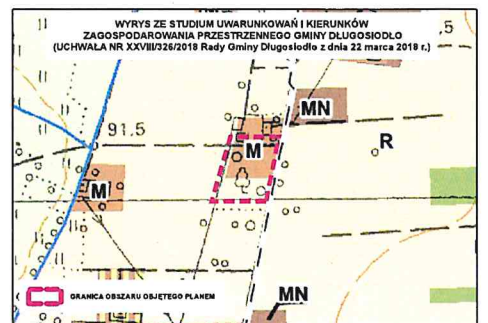 WYRYS ZE STUDIUM UWARUNKOWAŃ I KIERUNKÓW
ZAGOSPODAROWANIA PRZESTRZENNEGO GMINY DŁUGOSIODŁO
(UCHWAŁA NR XXVIII/326/2018 Rady Gminy Długosiodło z dnia 22 marca 2018 r.)
MN
91,5
R
M
M
MN
GRANICA OBSZARU OBJĘTEGO PLANEM